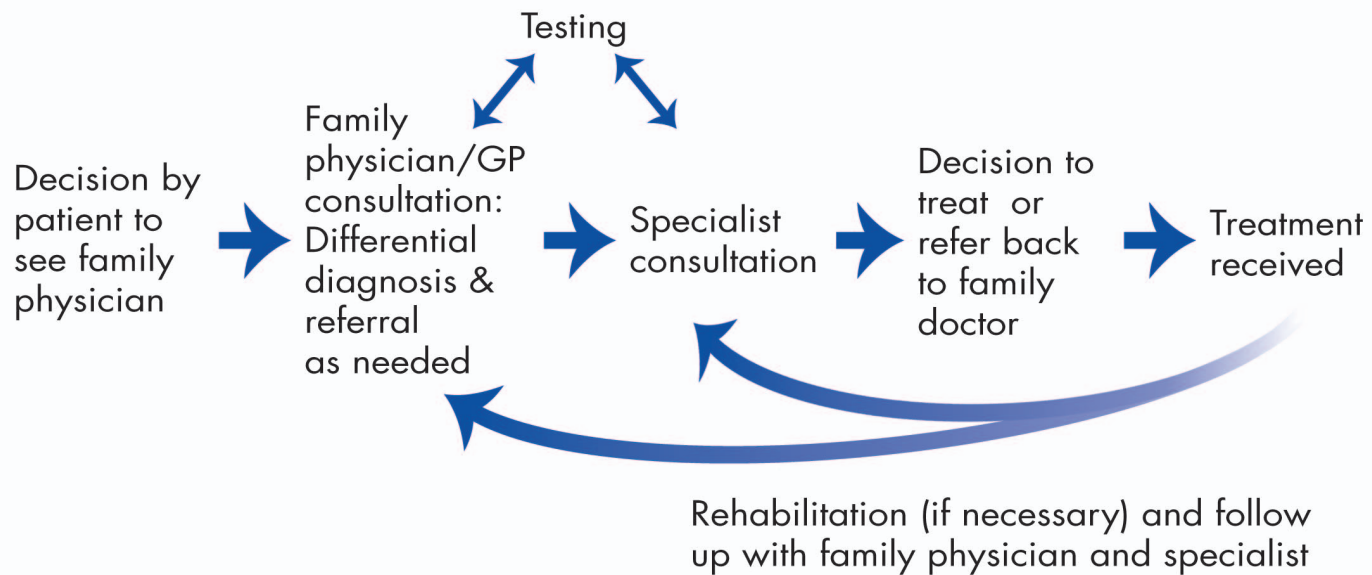 Testing
Decision by
patient to
see family
physician
Family
physician/GP
consultation:
Differential
diagnosis &
referral
as needed
Specialist
consultation
Decision to
treat or
refer back
to family
doctor
Treatment
received
Rehabilitation (if necessary) and follow
up with family physician and specialist